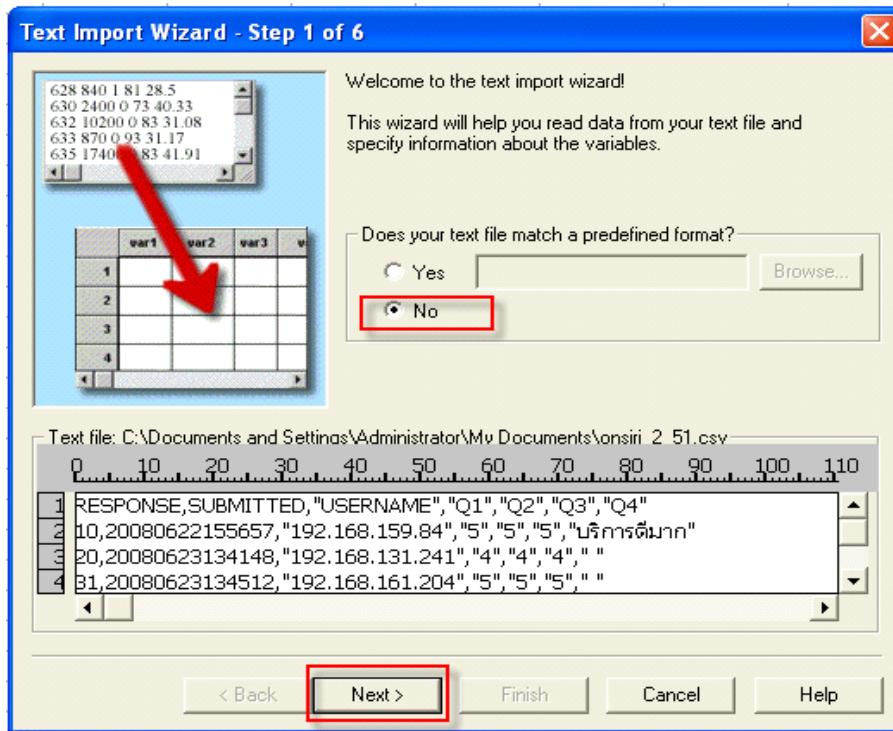 Text Import Wizard - Step 1 of 6
628 840 1 81 28.5
630 2400 0 73 40.33
632 10200 0 83 31.08
633 870 0 93 31.17
635 17400 0 83 41.91
var1 var2 var3
1
2
3
4
Welcome to the text import wizard!
This wizard will help you read data from your text file and
specify information about the variables.
Does your text file match a predefined format?
Yes
Browse...
No
Text file: C:\Documents and Settings\Administrator\My Documents\onsiri_2_51.csv
0 10 20 30 40 50 60 70 80 90 100 110
1 RESPONSE,SUBMITTED,"USERNAME","Q1","Q2","Q3","Q4"
2 10,20080622155657,"192.168.159.84","5","5","5","บริการดีมาก"
3 20,20080623134148,"192.168.131.241","4","4","4"," "
4 31,20080623134512,"192.168.161.204","5","5","5"," "
< Back Next > Finish Cancel Help